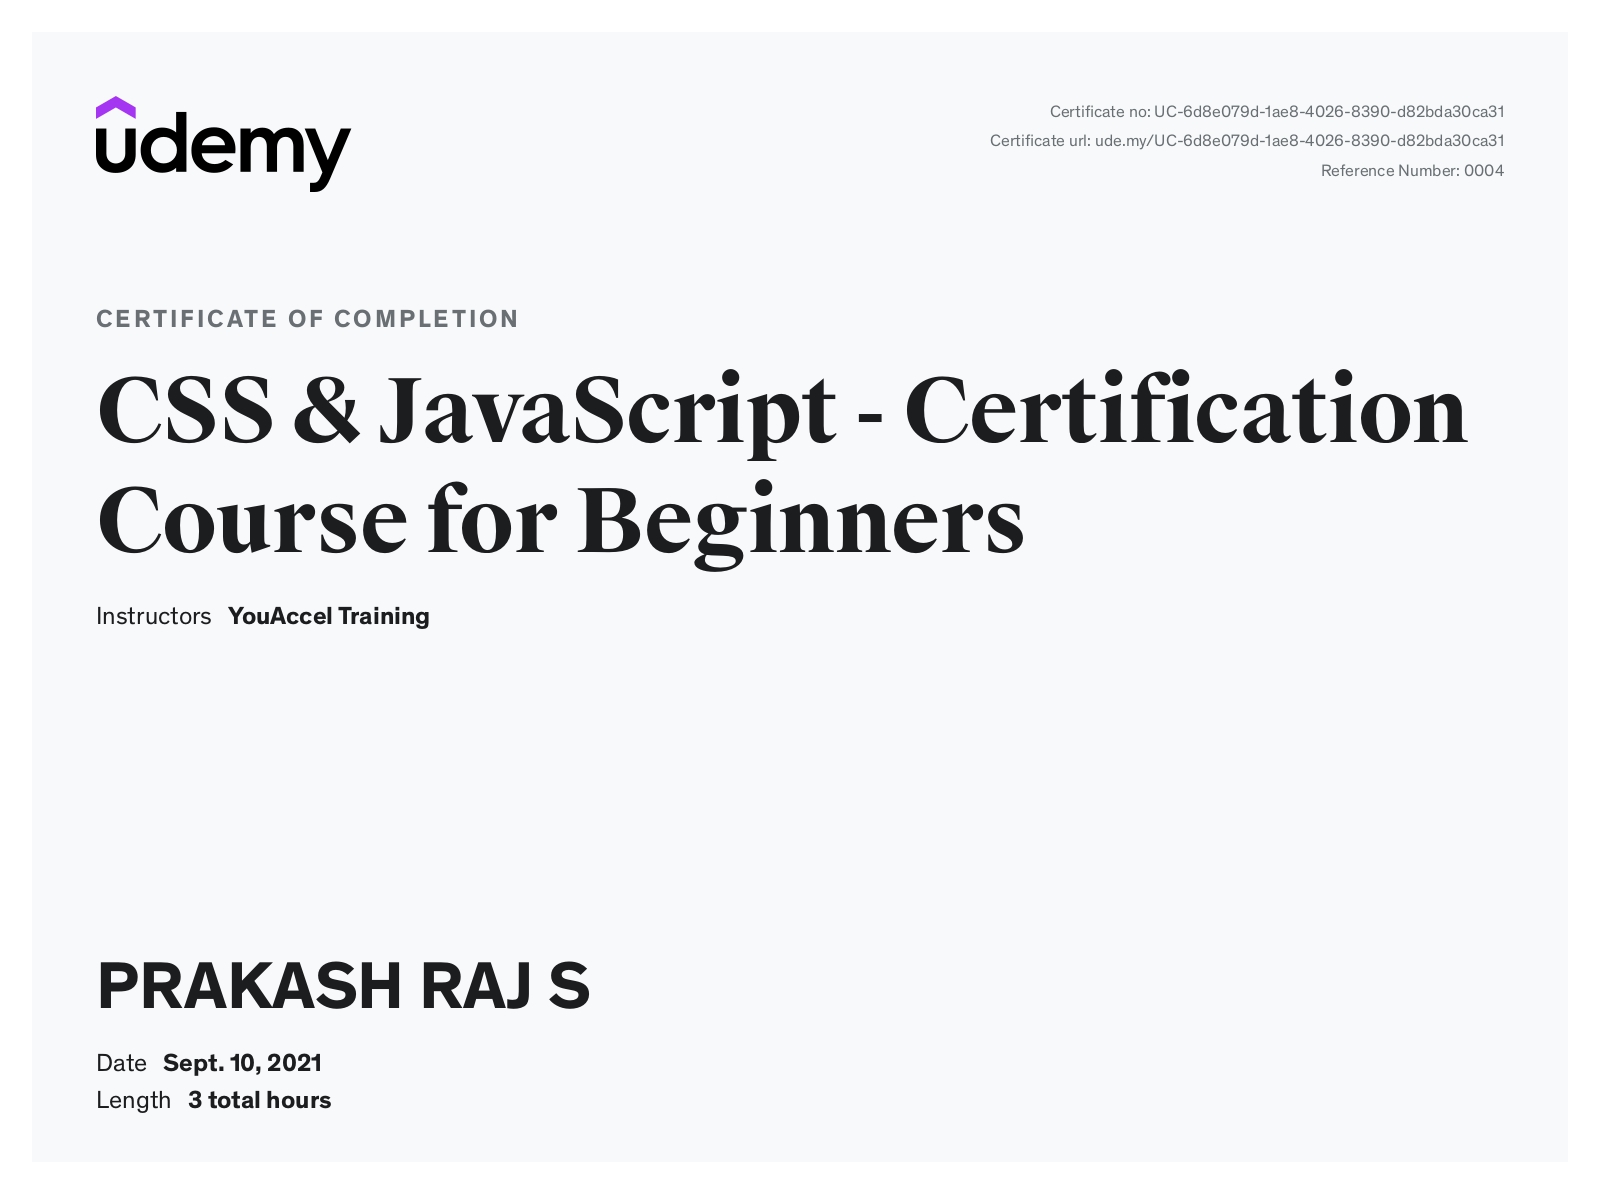 udemy
Certificate no: UC-6d8e079d-1ae8-4026-8390-d82bda30ca31
Certificate url: ude.my/UC-6d8e079d-1ae8-4026-8390-d82bda30ca31
Reference Number: 0004
CERTIFICATE OF COMPLETION
CSS & JavaScript - Certification
Course for Beginners
Instructors YouAccel Training
PRAKASH RAJ S
Date Sept. 10, 2021
Length 3 total hours